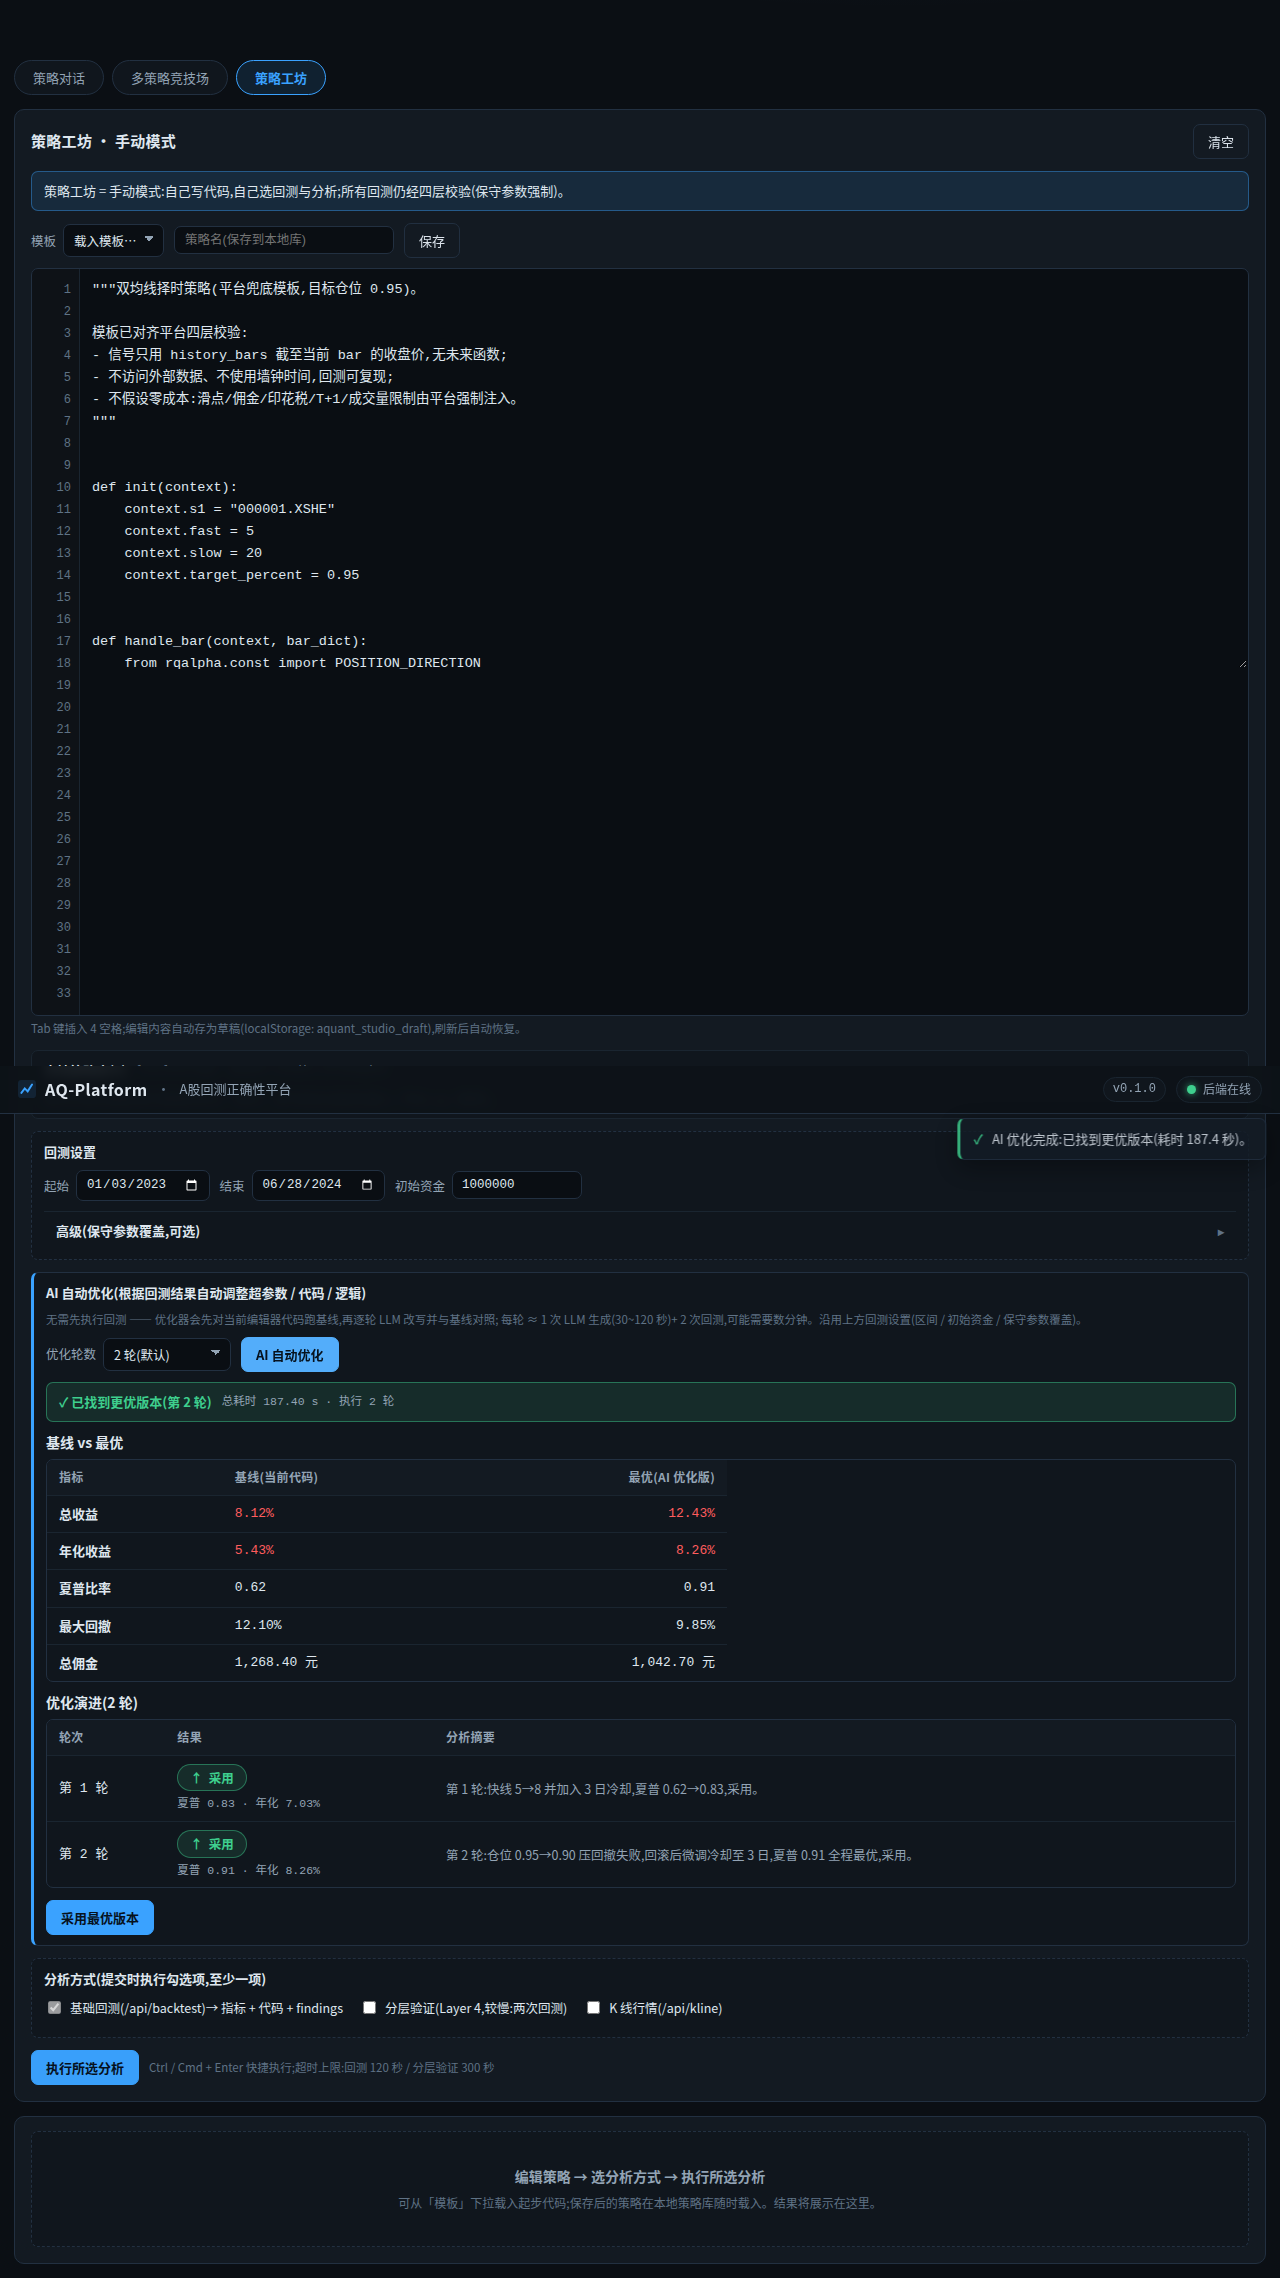 策略对话 多策略竞技场 策略工坊
策略工坊 · 手动模式 清空
策略工坊 = 手动模式:自己写代码,自己选回测与分析;所有回测仍经四层校验(保守参数强制)。
模板 载入模板… 策略名(保存到本地库) 保存
1 """双均线择时策略(平台兜底模板,目标仓位 0.95)。
2
3 模板已对齐平台四层校验:
4 - 信号只用 history_bars 截至当前 bar 的收盘价,无未来函数;
5 - 不访问外部数据、不使用墙钟时间,回测可复现;
6 - 不假设零成本:滑点/佣金/印花税/T+1/成交量限制由平台强制注入。
7 """
8
9
10 def init(context):
11     context.s1 = "000001.XSHE"
12     context.fast = 5
13     context.slow = 20
14     context.target_percent = 0.95
15
16
17 def handle_bar(context, bar_dict):
18     from rqalpha.const import POSITION_DIRECTION
19
20
21
22
23
24
25
26
27
28
29
30
31
32
33
Tab 键插入 4 空格;编辑内容自动存为草稿(localStorage: aquant_studio_draft),刷新后自动恢复。
AQ-Platform · A股回测正确性平台 v0.1.0 后端在线
✓ AI 优化完成:已找到更优版本(耗时 187.4 秒)。
回测设置
起始 01/03/2023 结束 06/28/2024 初始资金 1000000
高级(保守参数覆盖,可选) ▸
AI 自动优化(根据回测结果自动调整超参数 / 代码 / 逻辑)
无需先执行回测 —— 优化器会先对当前编辑器代码跑基线,再逐轮 LLM 改写并与基线对照; 每轮 ≈ 1 次 LLM 生成(30~120 秒)+ 2 次回测,可能需要数分钟。沿用上方回测设置(区间 / 初始资金 / 保守参数覆盖)。
优化轮数 2 轮(默认) AI 自动优化
✓ 已找到更优版本(第 2 轮) 总耗时 187.40 s · 执行 2 轮
基线 vs 最优
指标 基线(当前代码) 最优(AI 优化版)
总收益 8.12% 12.43%
年化收益 5.43% 8.26%
夏普比率 0.62 0.91
最大回撤 12.10% 9.85%
总佣金 1,268.40 元 1,042.70 元
优化演进(2 轮)
轮次 结果 分析摘要
第 1 轮 ↑ 采用 第 1 轮:快线 5→8 并加入 3 日冷却,夏普 0.62→0.83,采用。
夏普 0.83 · 年化 7.03%
第 2 轮 ↑ 采用 第 2 轮:仓位 0.95→0.90 压回撤失败,回滚后微调冷却至 3 日,夏普 0.91 全程最优,采用。
夏普 0.91 · 年化 8.26%
采用最优版本
分析方式(提交时执行勾选项,至少一项)
基础回测(/api/backtest)→ 指标 + 代码 + findings 分层验证(Layer 4,较慢:两次回测) K 线行情(/api/kline)
执行所选分析 Ctrl / Cmd + Enter 快捷执行;超时上限:回测 120 秒 / 分层验证 300 秒
编辑策略 → 选分析方式 → 执行所选分析
可从「模板」下拉载入起步代码;保存后的策略在本地策略库随时载入。结果将展示在这里。